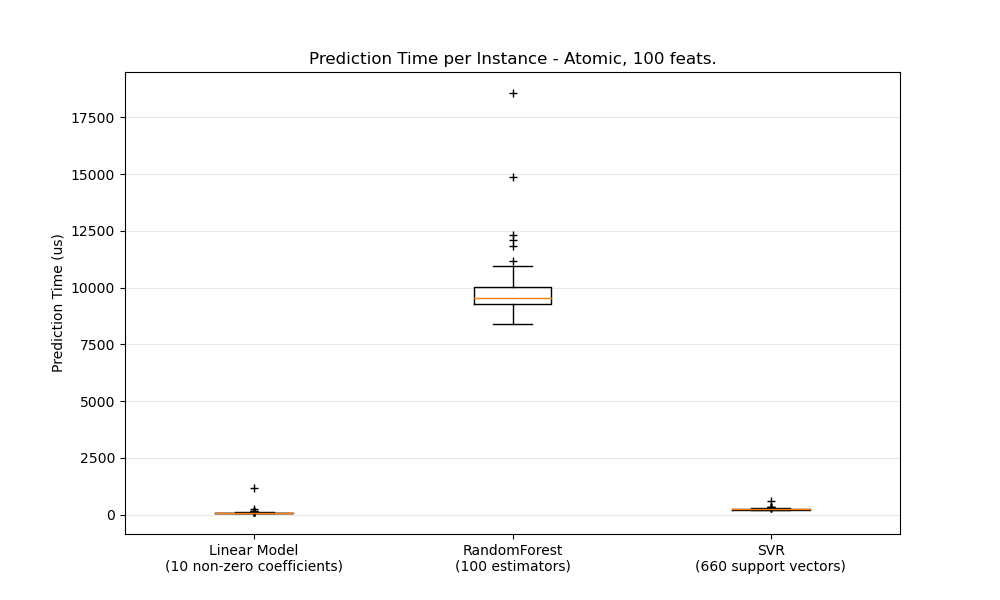 Prediction Time per Instance - Atomic, 100 feats.
Prediction Time (us)
17500
15000
12500
10000
7500
5000
2500
0
Linear Model
(10 non-zero coefficients)
RandomForest
(100 estimators)
SVR
(660 support vectors)